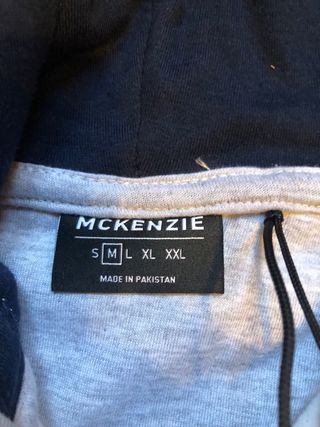 MCKENZIE
S M L XL XXL
MADE IN PAKISTAN